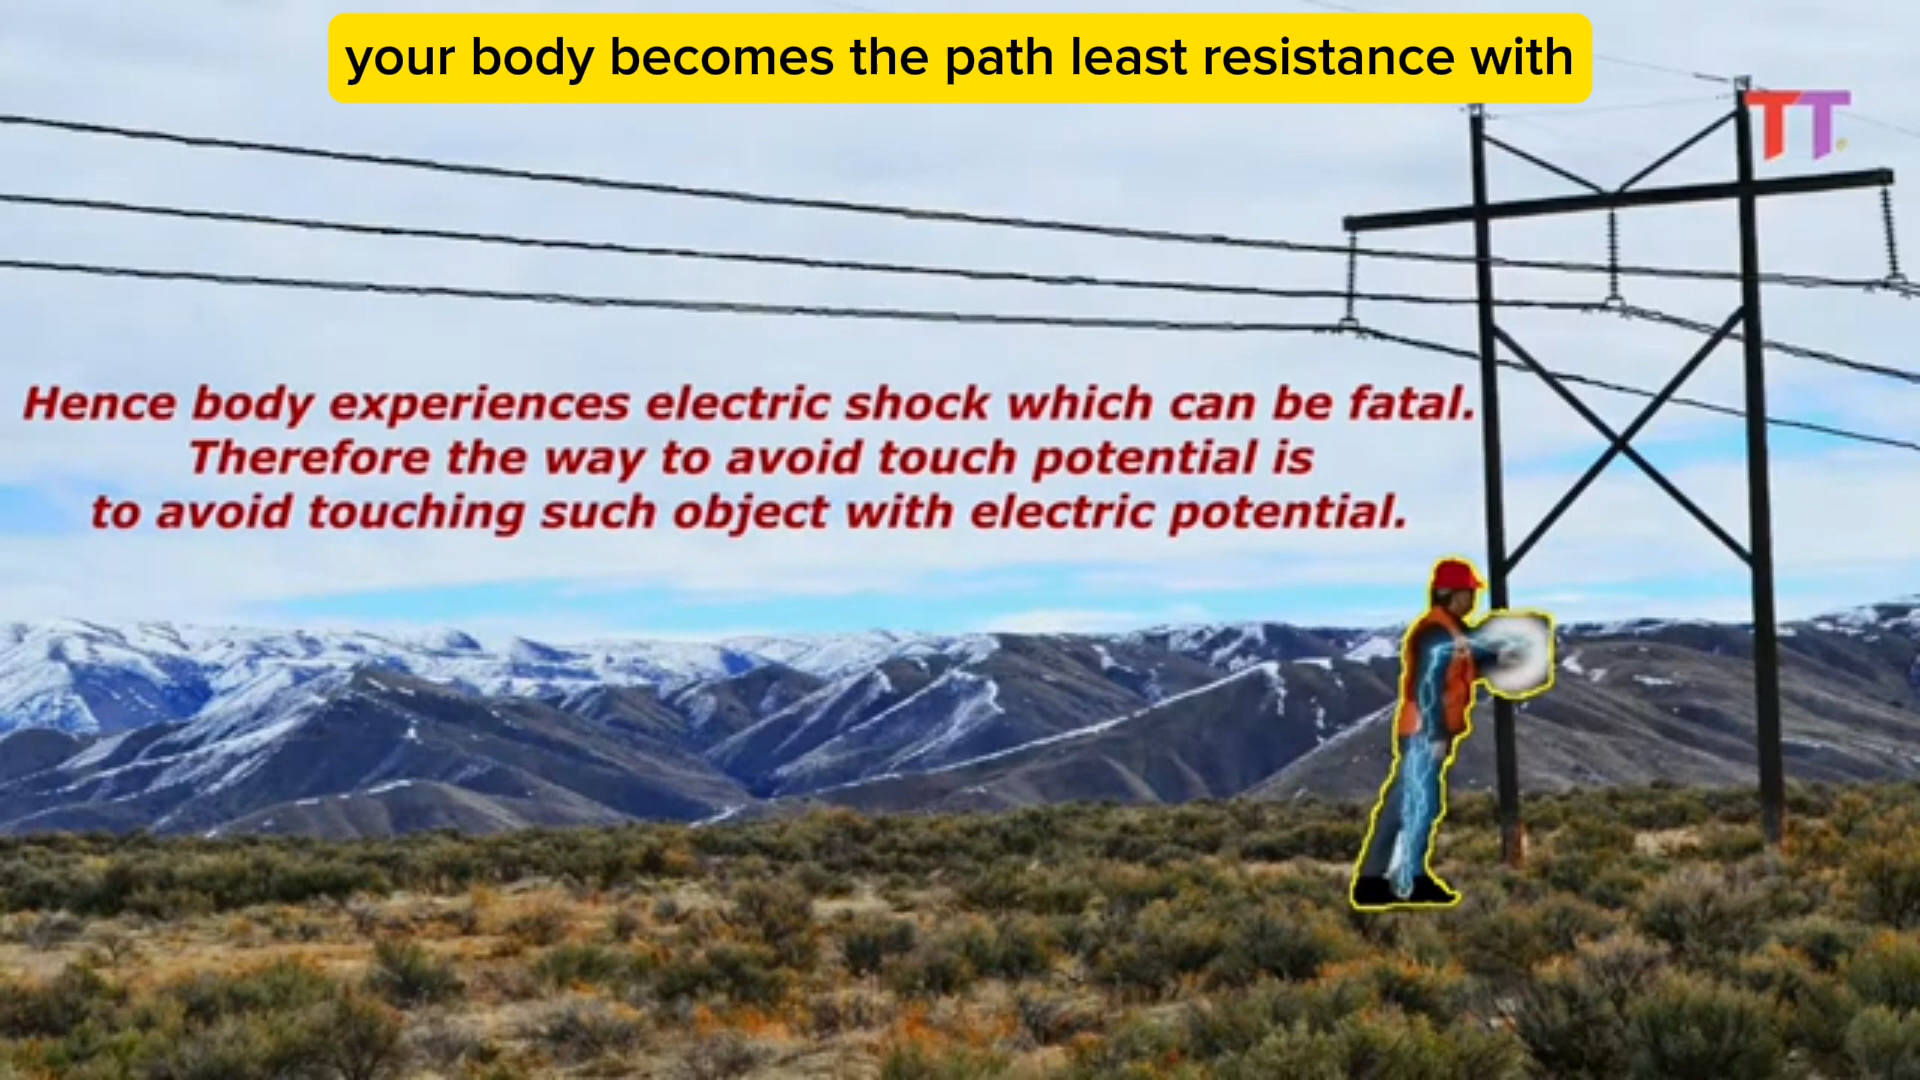 your body becomes the path least resistance with
TT
Hence body experiences electric shock which can be fatal.
Therefore the way to avoid touch potential is
to avoid touching such object with electric potential.